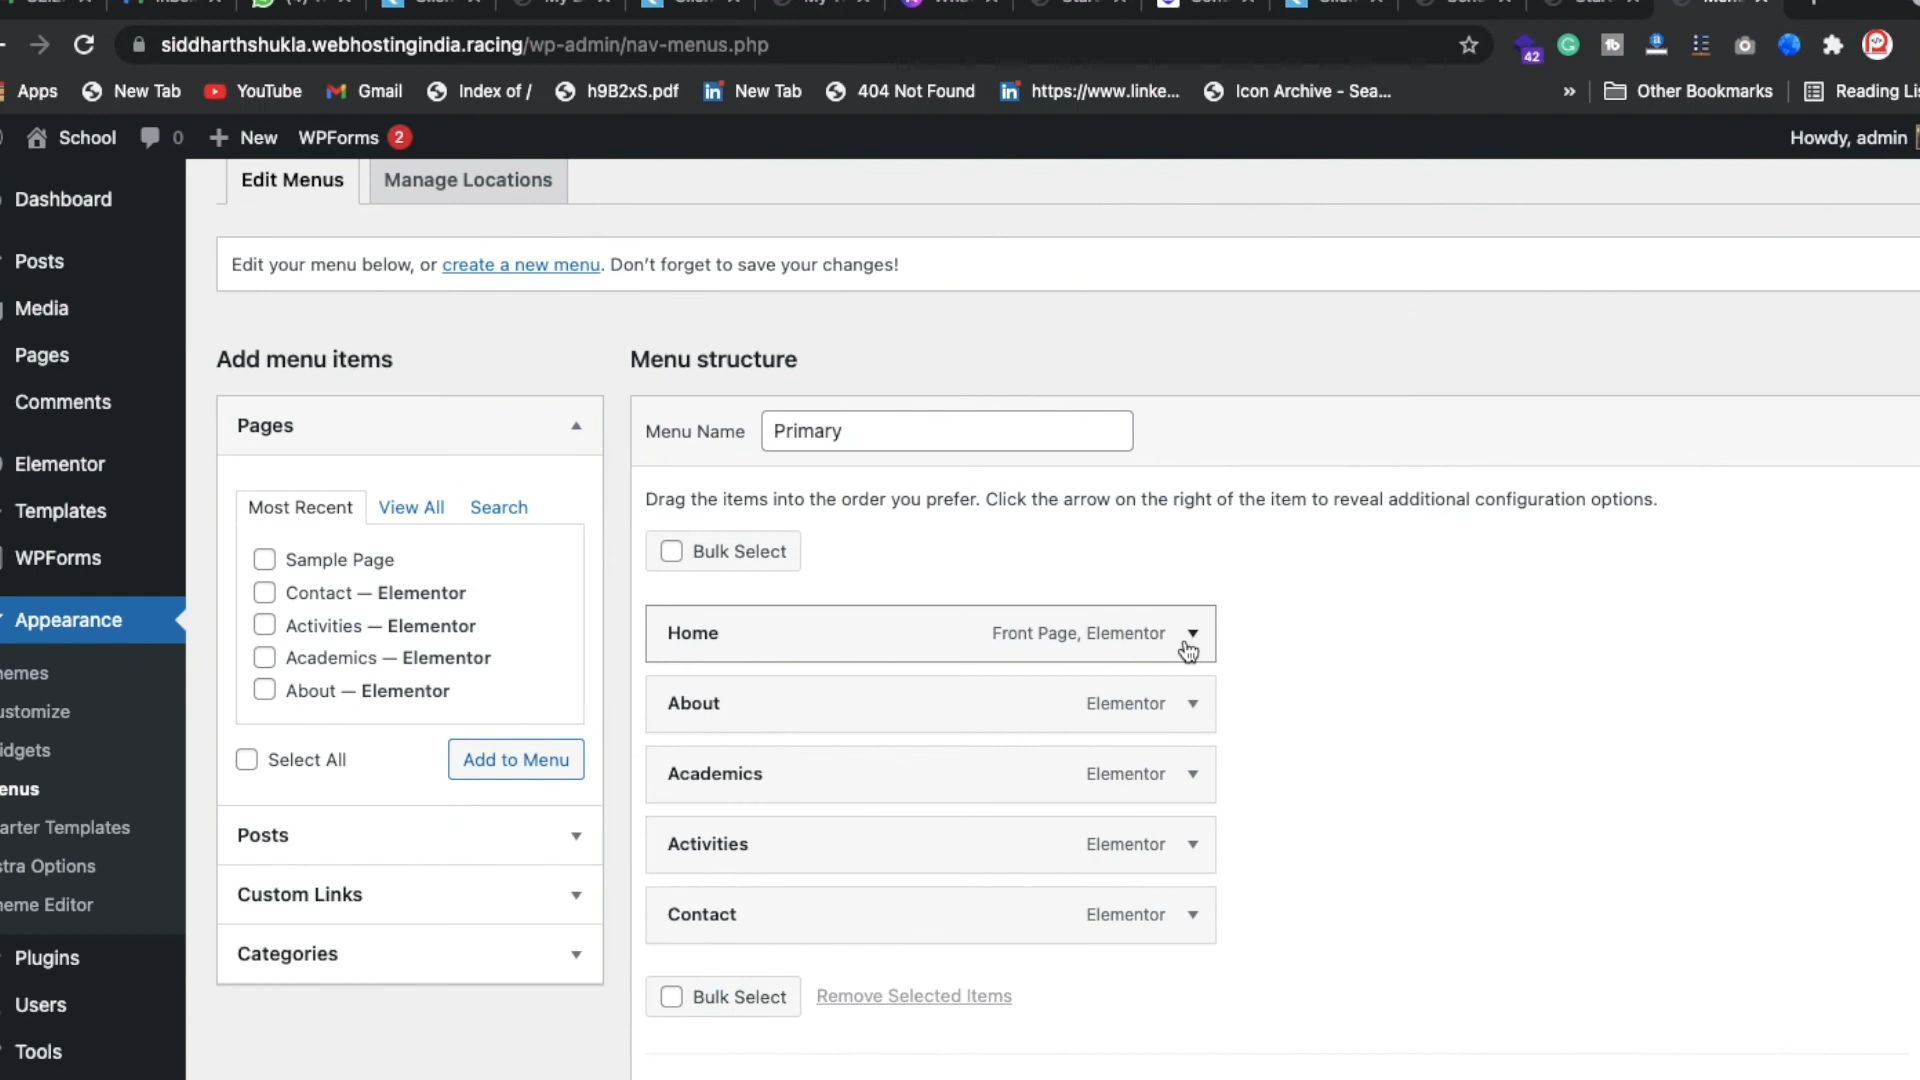 siddharthshukla.webhostingindia.racing/wp-admin/nav-menus.php
42
Apps
New Tab
YouTube
Gmail
Index of /
h9B2xS.pdf
New Tab
404 Not Found
https://www.linke...
Icon Archive - Sea...
»
Other Bookmarks
School
0
New
WPForms 2
Howdy, admin
Dashboard
Posts
Media
Pages
Comments
Elementor
Templates
WPForms
Appearance
hemes
ustomize
idgets
enus
arter Templates
stra Options
heme Editor
Plugins
Users
Tools
Edit Menus
Manage Locations
Edit your menu below, or create a new menu. Don’t forget to save your changes!
Add menu items
Pages
Most Recent
View All
Search
Sample Page
Contact — Elementor
Activities — Elementor
Academics — Elementor
About — Elementor
Select All
Add to Menu
Posts
Custom Links
Categories
Menu structure
Menu Name
Primary
Drag the items into the order you prefer. Click the arrow on the right of the item to reveal additional configuration options.
Bulk Select
Home
Front Page, Elementor
About
Elementor
Academics
Elementor
Activities
Elementor
Contact
Elementor
Bulk Select
Remove Selected Items